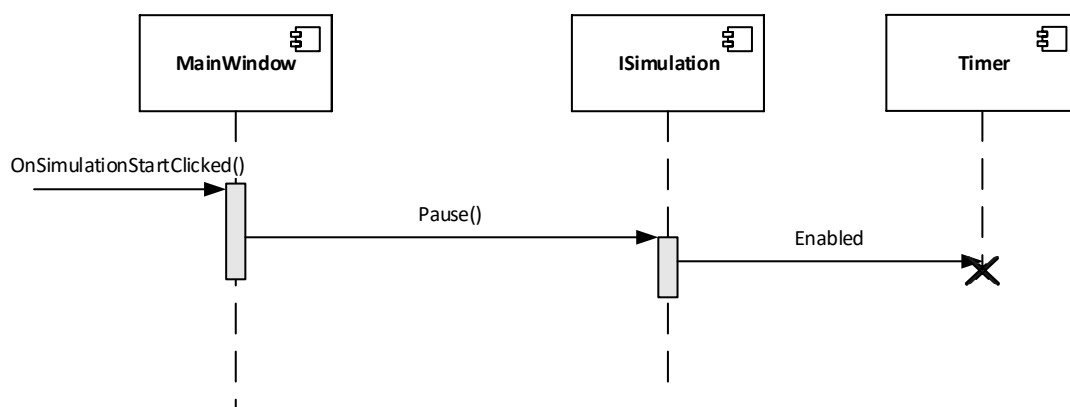 MainWindow
ISimulation
Timer
OnSimulationStartClicked()
Pause()
Enabled